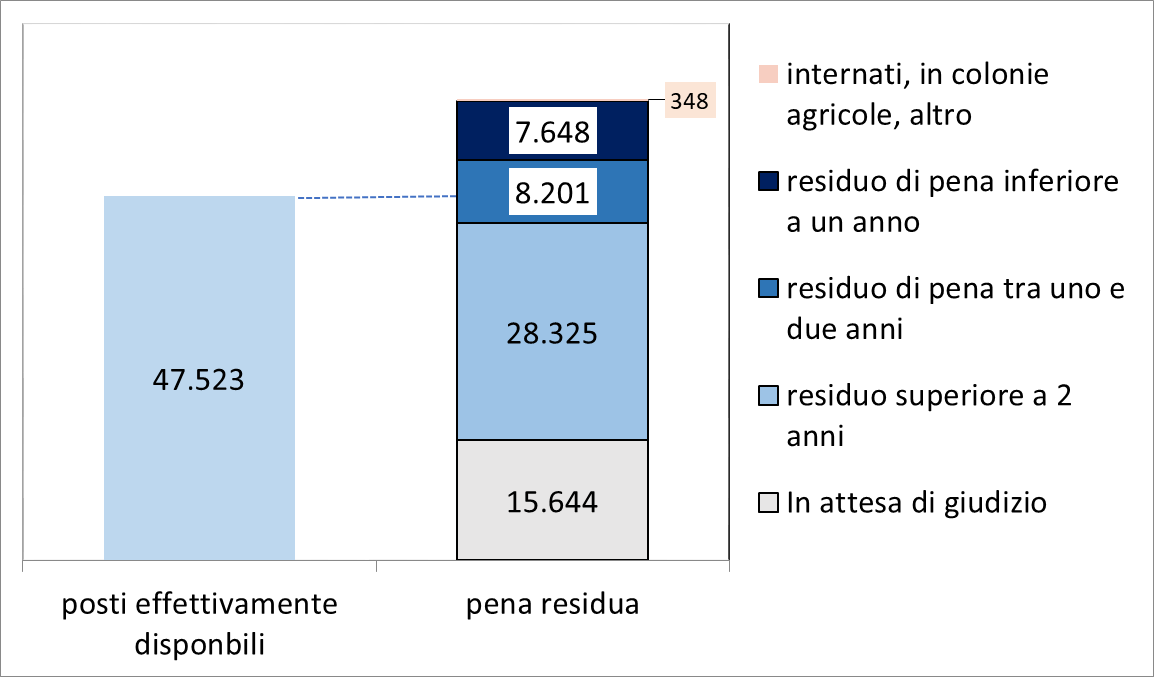 348
7.648
8.201
28.325
15.644
47.523
posti effettivamente
disponbili
pena residua
internati, in colonie
agricole, altro
residuo di pena inferiore
a un anno
residuo di pena tra uno e
due anni
residuo superiore a 2
anni
In attesa di giudizio